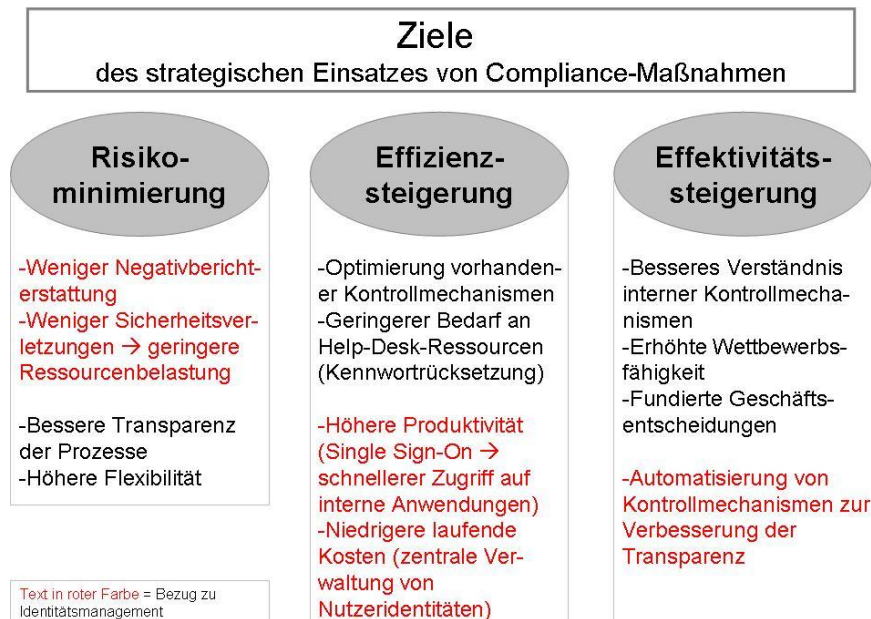 Ziele
des strategischen Einsatzes von Compliance-Maßnahmen
Risiko-
minimierung
-Weniger Negativbericht-
erstattung
-Weniger Sicherheitsver-
letzungen → geringere
Ressourcenbelastung
-Bessere Transparenz
der Prozesse
-Höhere Flexibilität
Text in roter Farbe = Bezug zu
Identitätsmanagement
Effizienz-
steigerung
-Optimierung vorhanden-
er Kontrollmechanismen
-Geringerer Bedarf an
Help-Desk-Ressourcen
(Kennwortrücksetzung)
-Höhere Produktivität
(Single Sign-On →
schnellerer Zugriff auf
interne Anwendungen)
-Niedrigere laufende
Kosten (zentrale Ver-
waltung von
Nutzeridentitäten)
Effektivitäts-
steigerung
-Besseres Verständnis
interner Kontrollmecha-
nismen
-Erhöhte Wettbewerbs-
fähigkeit
-Fundierte Geschäfts-
entscheidungen
-Automatisierung von
Kontrollmechanismen zur
Verbesserung der
Transparenz